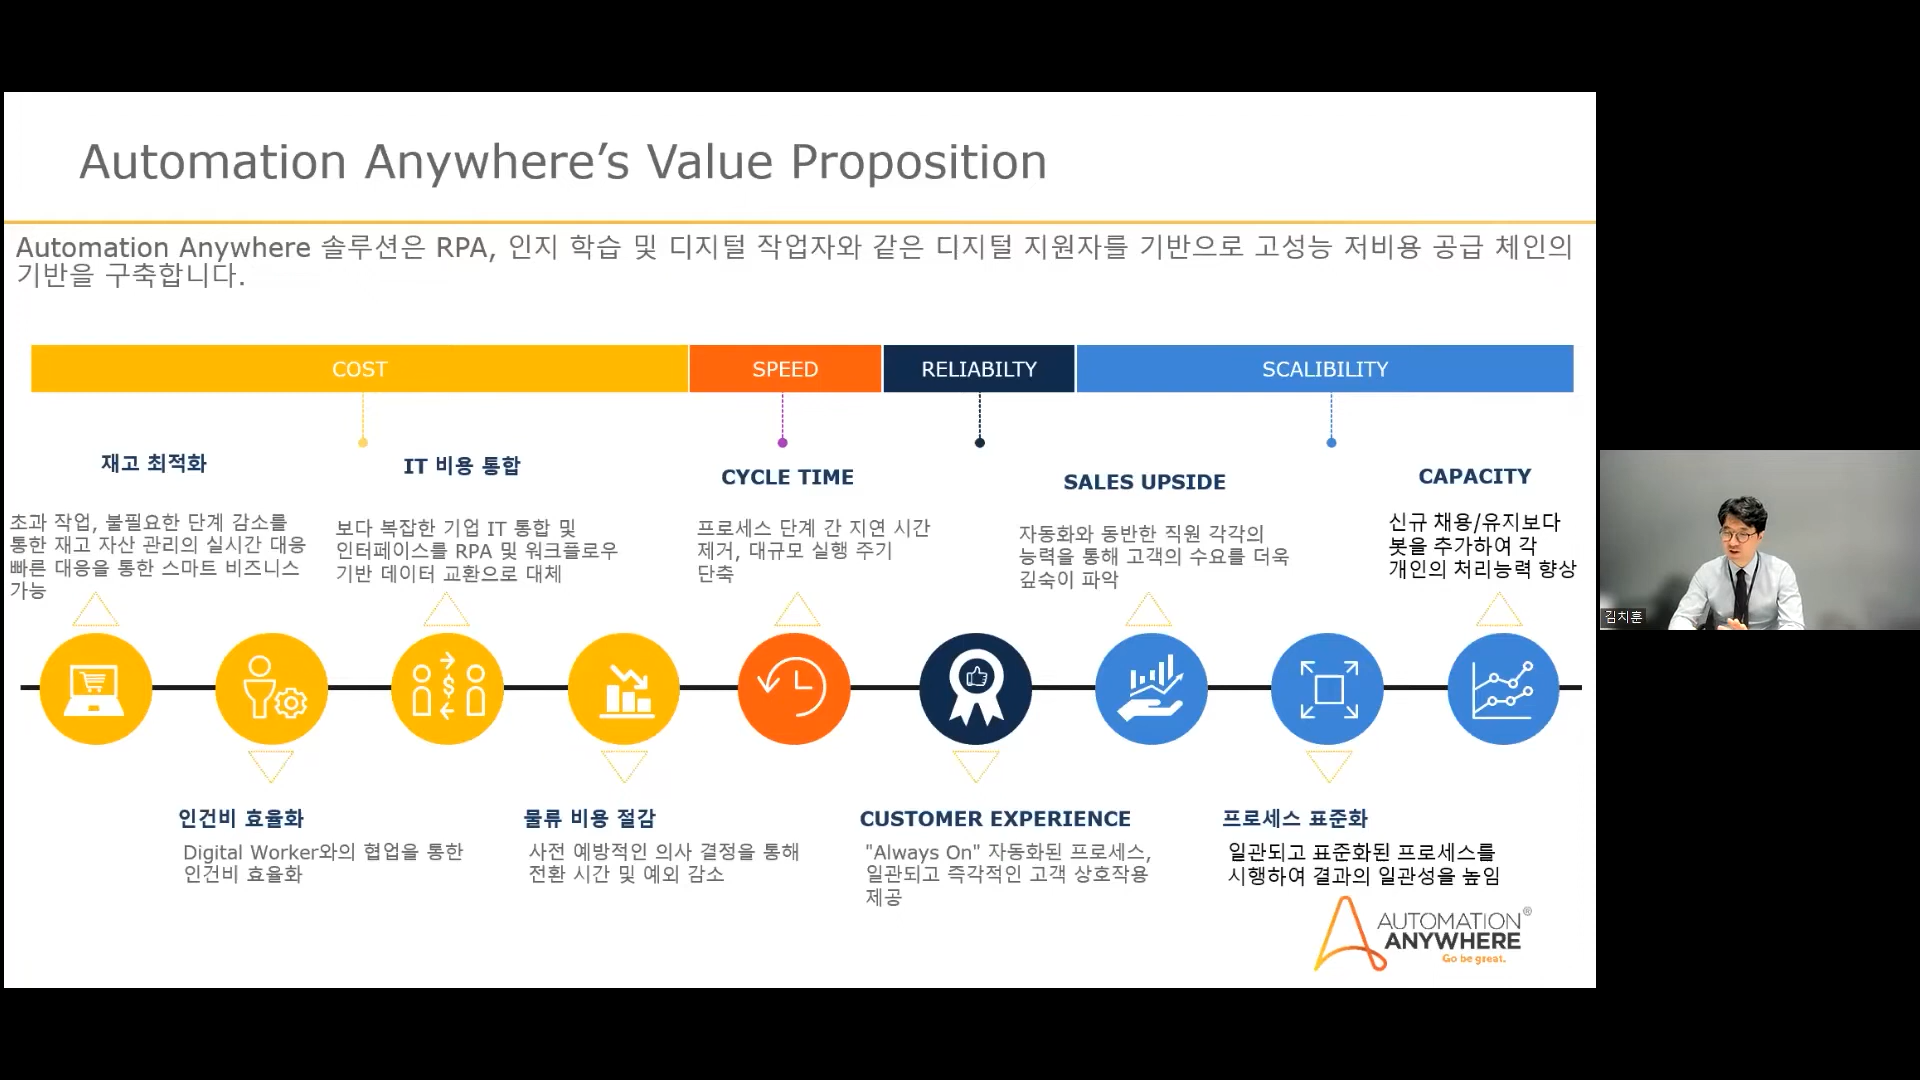 Automation Anywhere’s Value Proposition
Automation Anywhere 솔루션은 RPA, 인지 학습 및 디지털 작업자와 같은 디지털 지원자를 기반으로 고성능 저비용 공급 체인의
기반을 구축합니다.
COST
SPEED
RELIABILTY
SCALIBILITY
재고 최적화
초과 작업, 불필요한 단계 감소를
통한 재고 자산 관리의 실시간 대응
빠른 대응을 통한 스마트 비즈니스
가능
IT 비용 통합
보다 복잡한 기업 IT 통합 및
인터페이스를 RPA 및 워크플로우
기반 데이터 교환으로 대체
CYCLE TIME
프로세스 단계 간 지연 시간
제거, 대규모 실행 주기
단축
SALES UPSIDE
자동화와 동반한 직원 각각의
능력을 통해 고객의 수요를 더욱
깊숙이 파악
CAPACITY
신규 채용/유지보다
봇을 추가하여 각
개인의 처리능력 향상
$
인건비 효율화
Digital Worker와의 협업을 통한
인건비 효율화
물류 비용 절감
사전 예방적인 의사 결정을 통해
전환 시간 및 예외 감소
CUSTOMER EXPERIENCE
"Always On" 자동화된 프로세스,
일관되고 즉각적인 고객 상호작용
제공
프로세스 표준화
일관되고 표준화된 프로세스를
시행하여 결과의 일관성을 높임
AUTOMATION®
ANYWHERE
Go be great.
김치훈